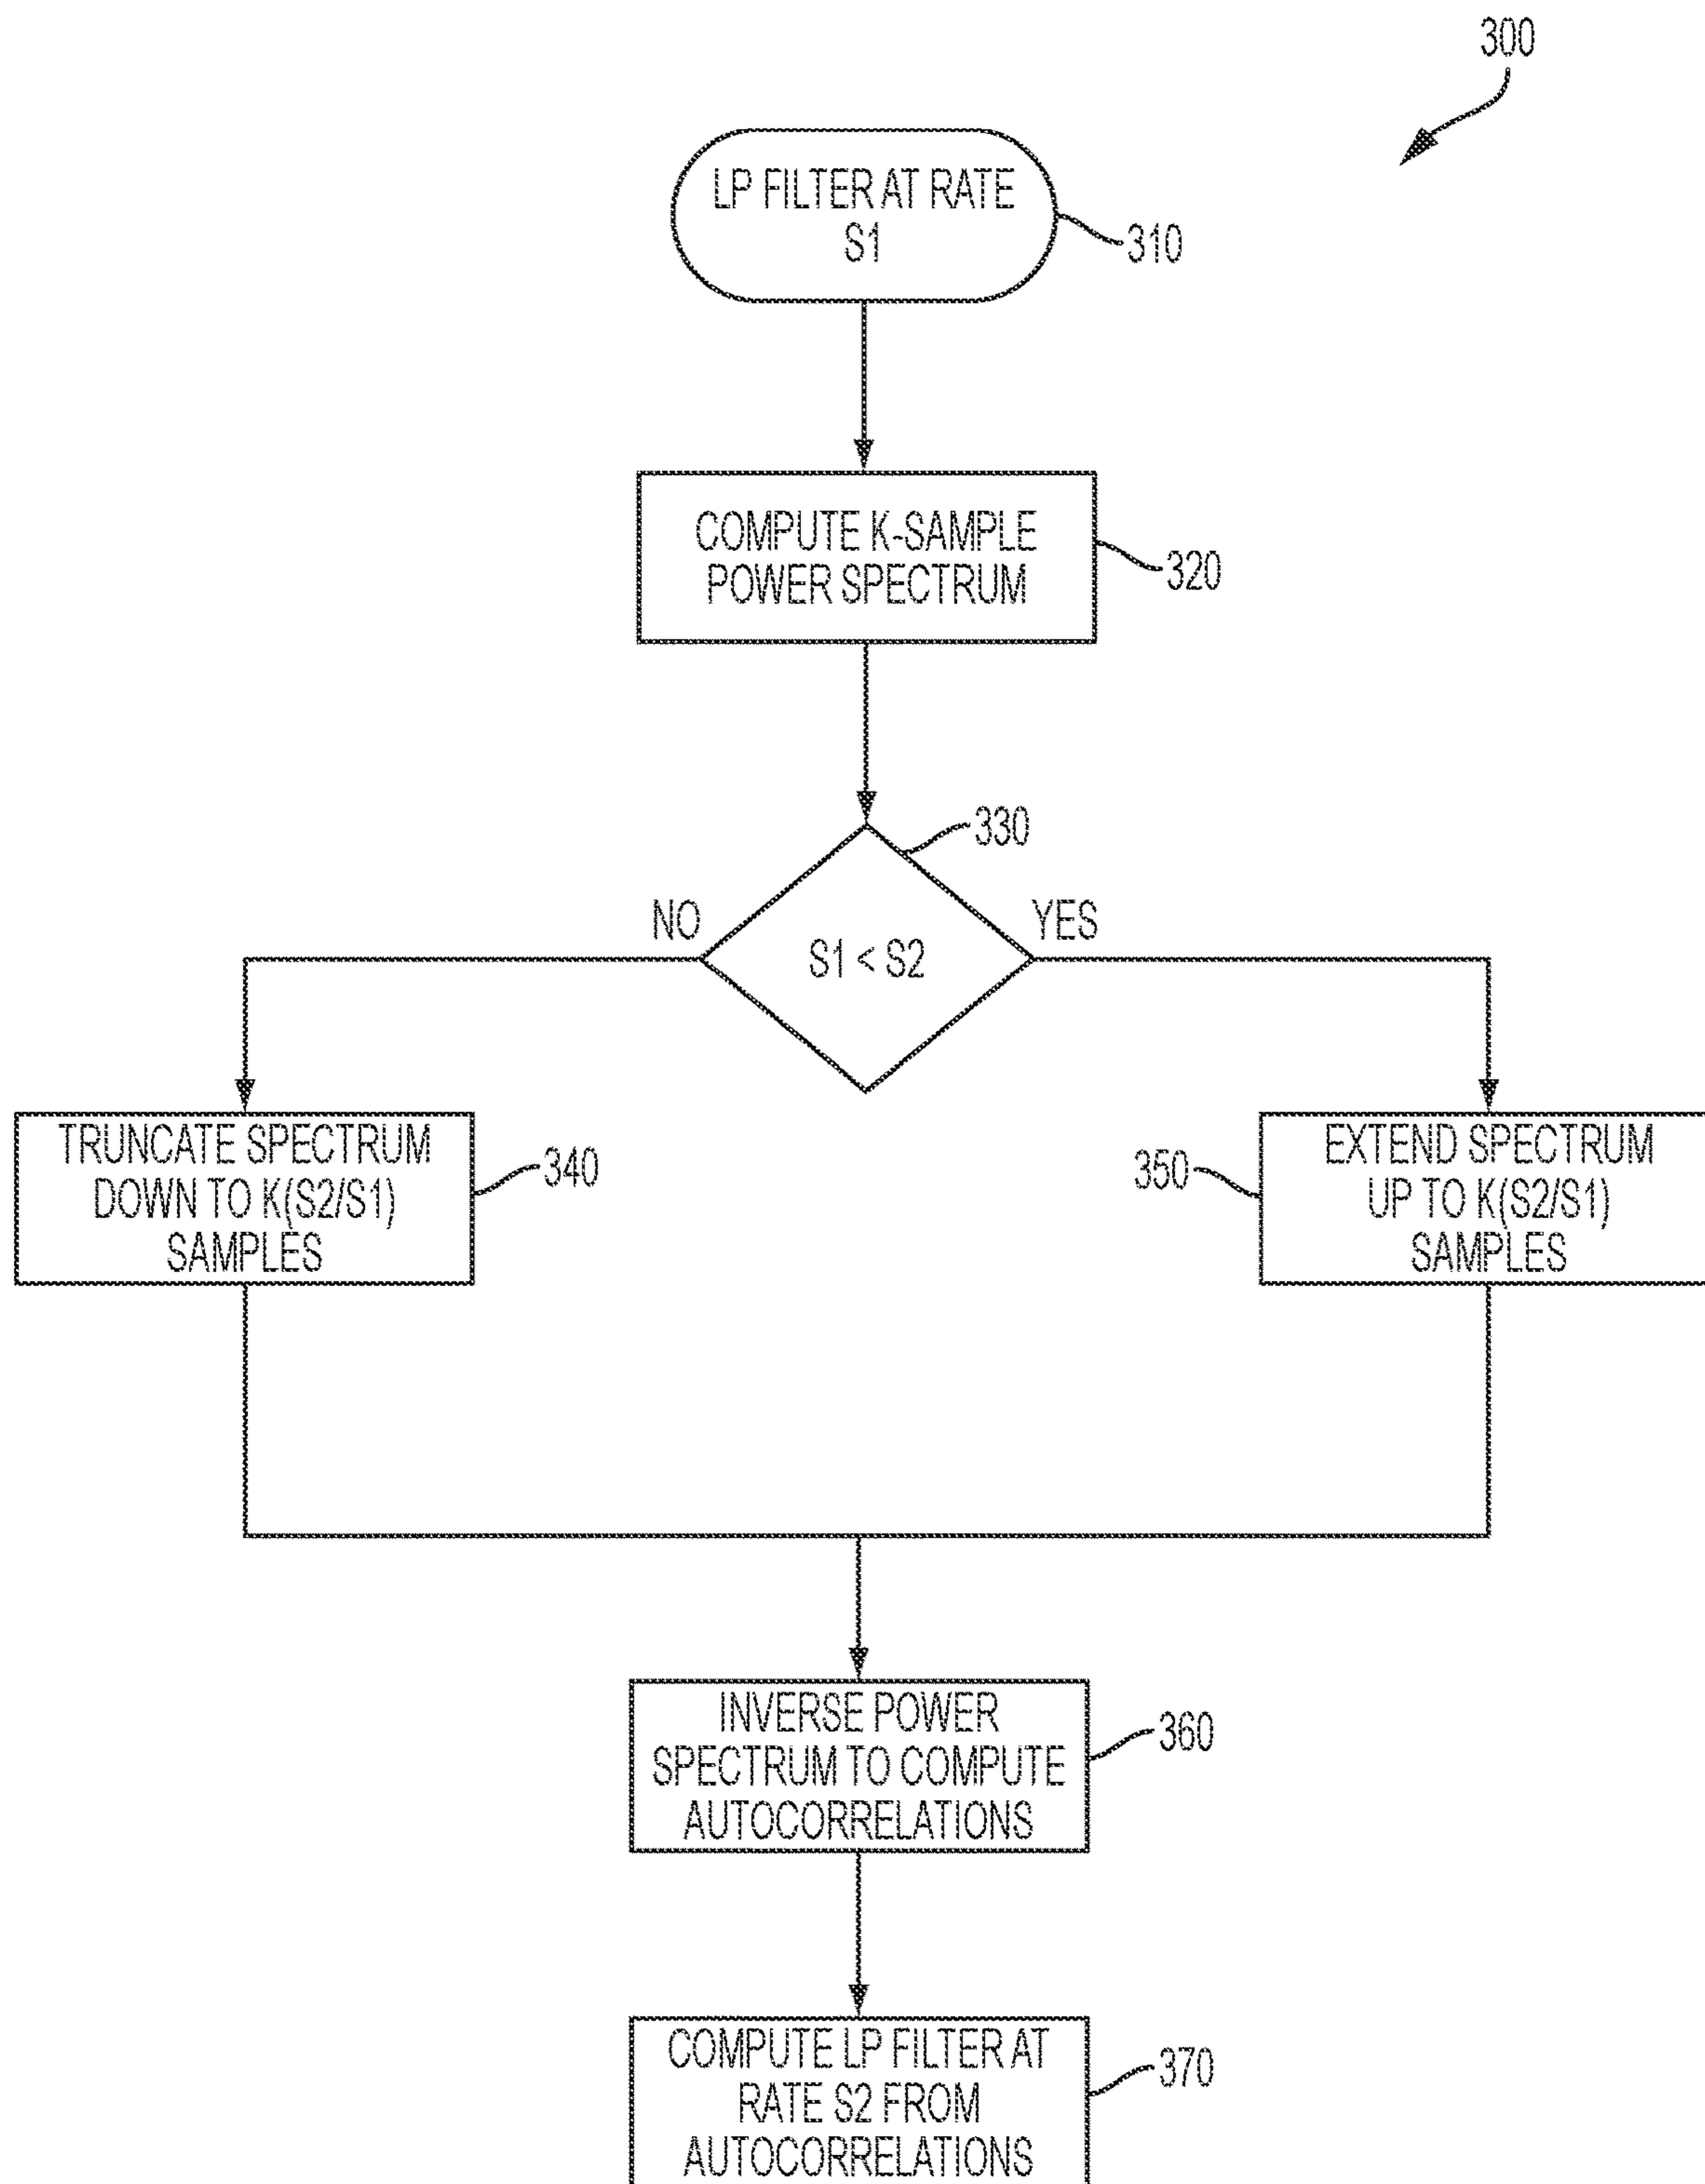 300
LP FILTER AT RATE
S1
310
COMPUTE K-SAMPLE
POWER SPECTRUM
320
330
NO
YES
S1 < S2
TRUNCATE SPECTRUM
DOWN TO K(S2/S1)
SAMPLES
340
350
EXTEND SPECTRUM
UP TO K(S2/S1)
SAMPLES
INVERSE POWER
SPECTRUM TO COMPUTE
AUTOCORRELATIONS
360
COMPUTE LP FILTER AT
RATE S2 FROM
AUTOCORRELATIONS
370